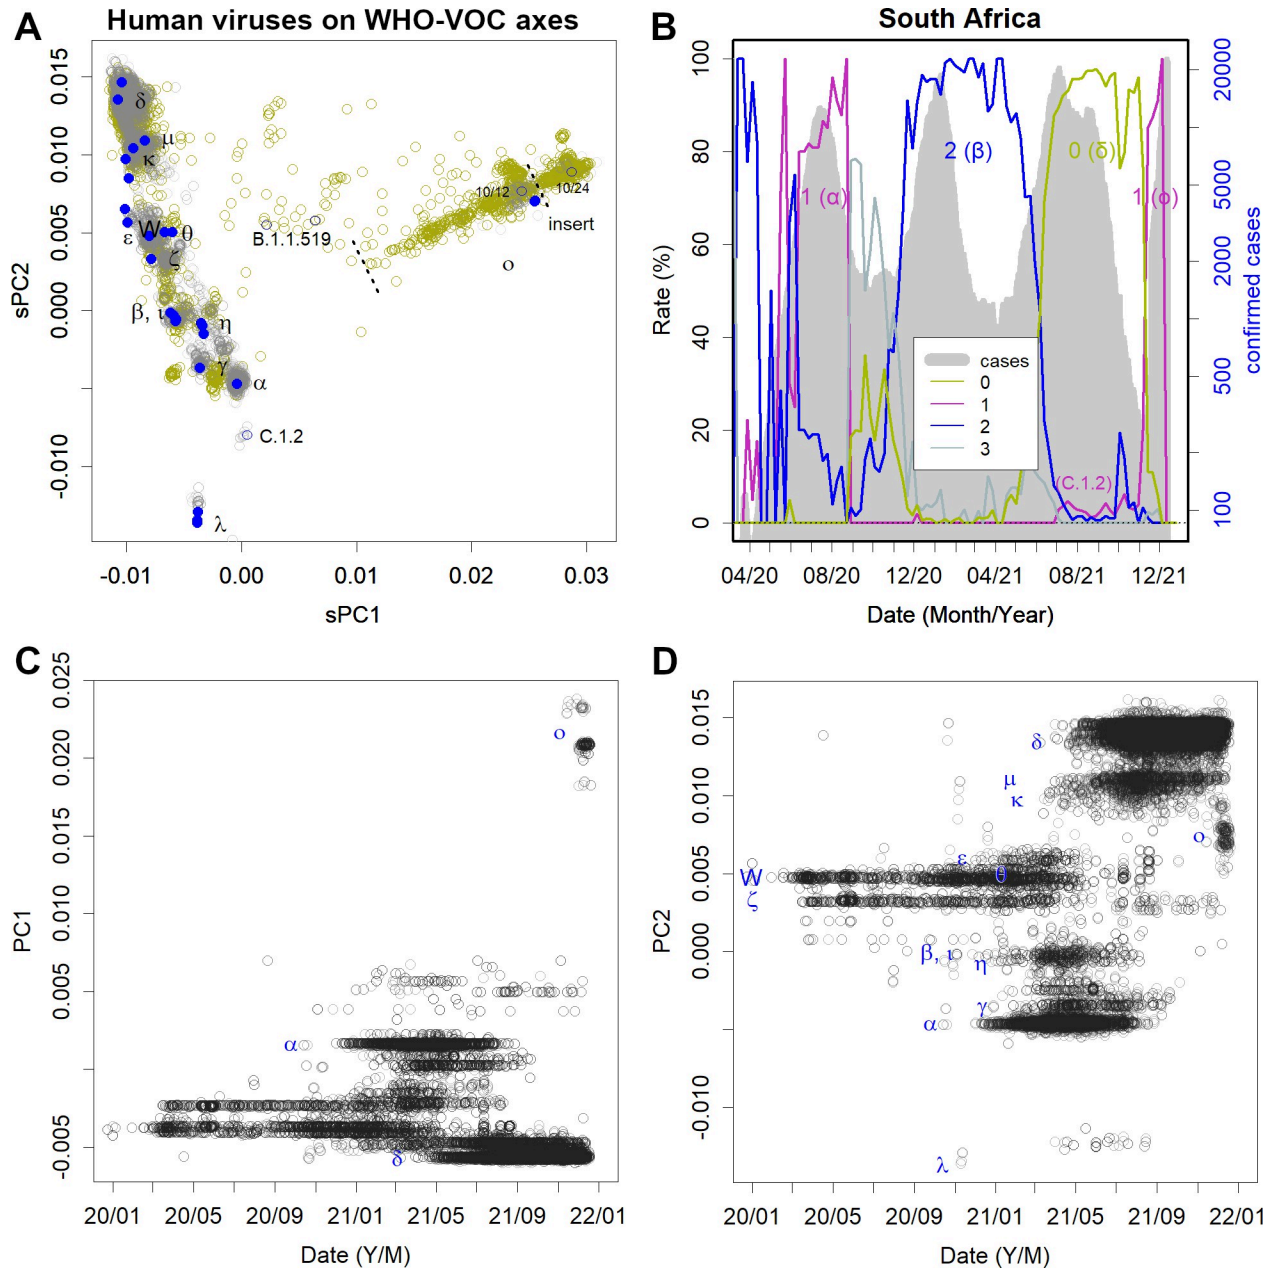 A
Human viruses on WHO-VOC axes
0.015
0.010
0.005
0.000
-0.010
sPC2
δ
μ
κ
W
θ
ε
ζ
β, ι
η
γ
α
C.1.2
λ
B.1.1.519
10/12
10/24
insert
ο
-0.01
0.00
0.01
0.02
0.03
sPC1
B
South Africa
100
80
60
40
20
0
Rate (%)
1 (α)
2 (β)
0 (δ)
1 (ο)
cases
0
1
2
3
(C.1.2)
20000
5000
2000
500
100
confirmed cases
04/20
08/20
12/20
04/21
08/21
12/21
Date (Month/Year)
C
0.025
0.020
0.015
0.010
0.005
-0.005
PC1
ο
α
δ
20/01
20/05
20/09
21/01
21/05
21/09
22/01
Date (Y/M)
D
0.015
0.010
0.005
0.000
-0.010
PC2
δ
μ
κ
ο
ε
θ
W
ζ
β, ι
η
γ
α
λ
20/01
20/05
20/09
21/01
21/05
21/09
22/01
Date (Y/M)